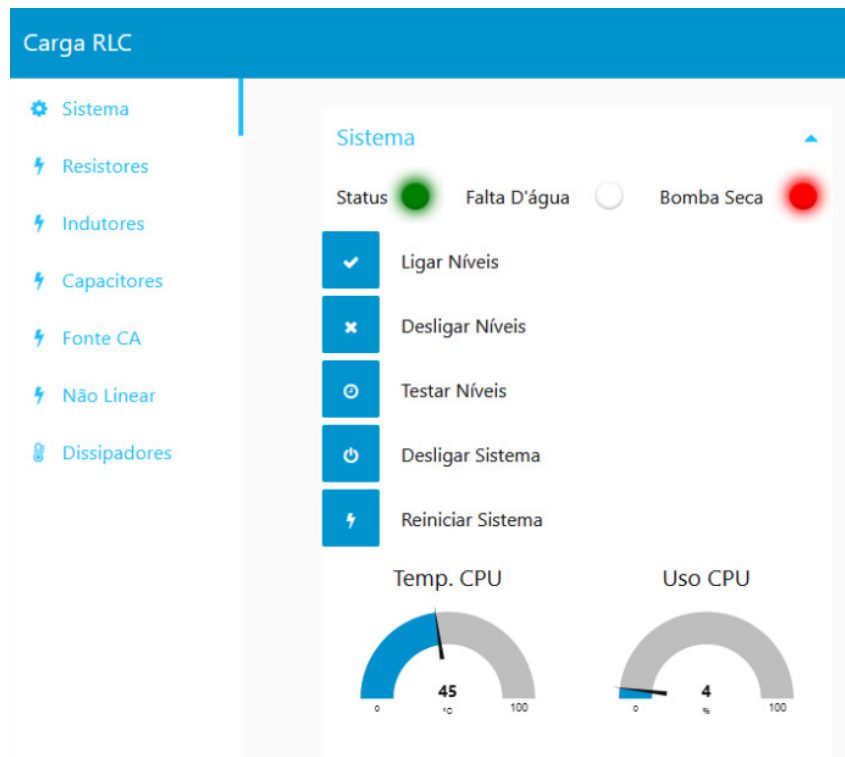 Carga RLC
Sistema
Resistores
Indutores
Capacitores
Fonte CA
Não Linear
Dissipadores
Sistema
Status Falta D'água Bomba Seca
Ligar Níveis
Desligar Níveis
Testar Níveis
Desligar Sistema
Reiniciar Sistema
Temp. CPU Uso CPU
45 4
0 °C 100 0 % 100